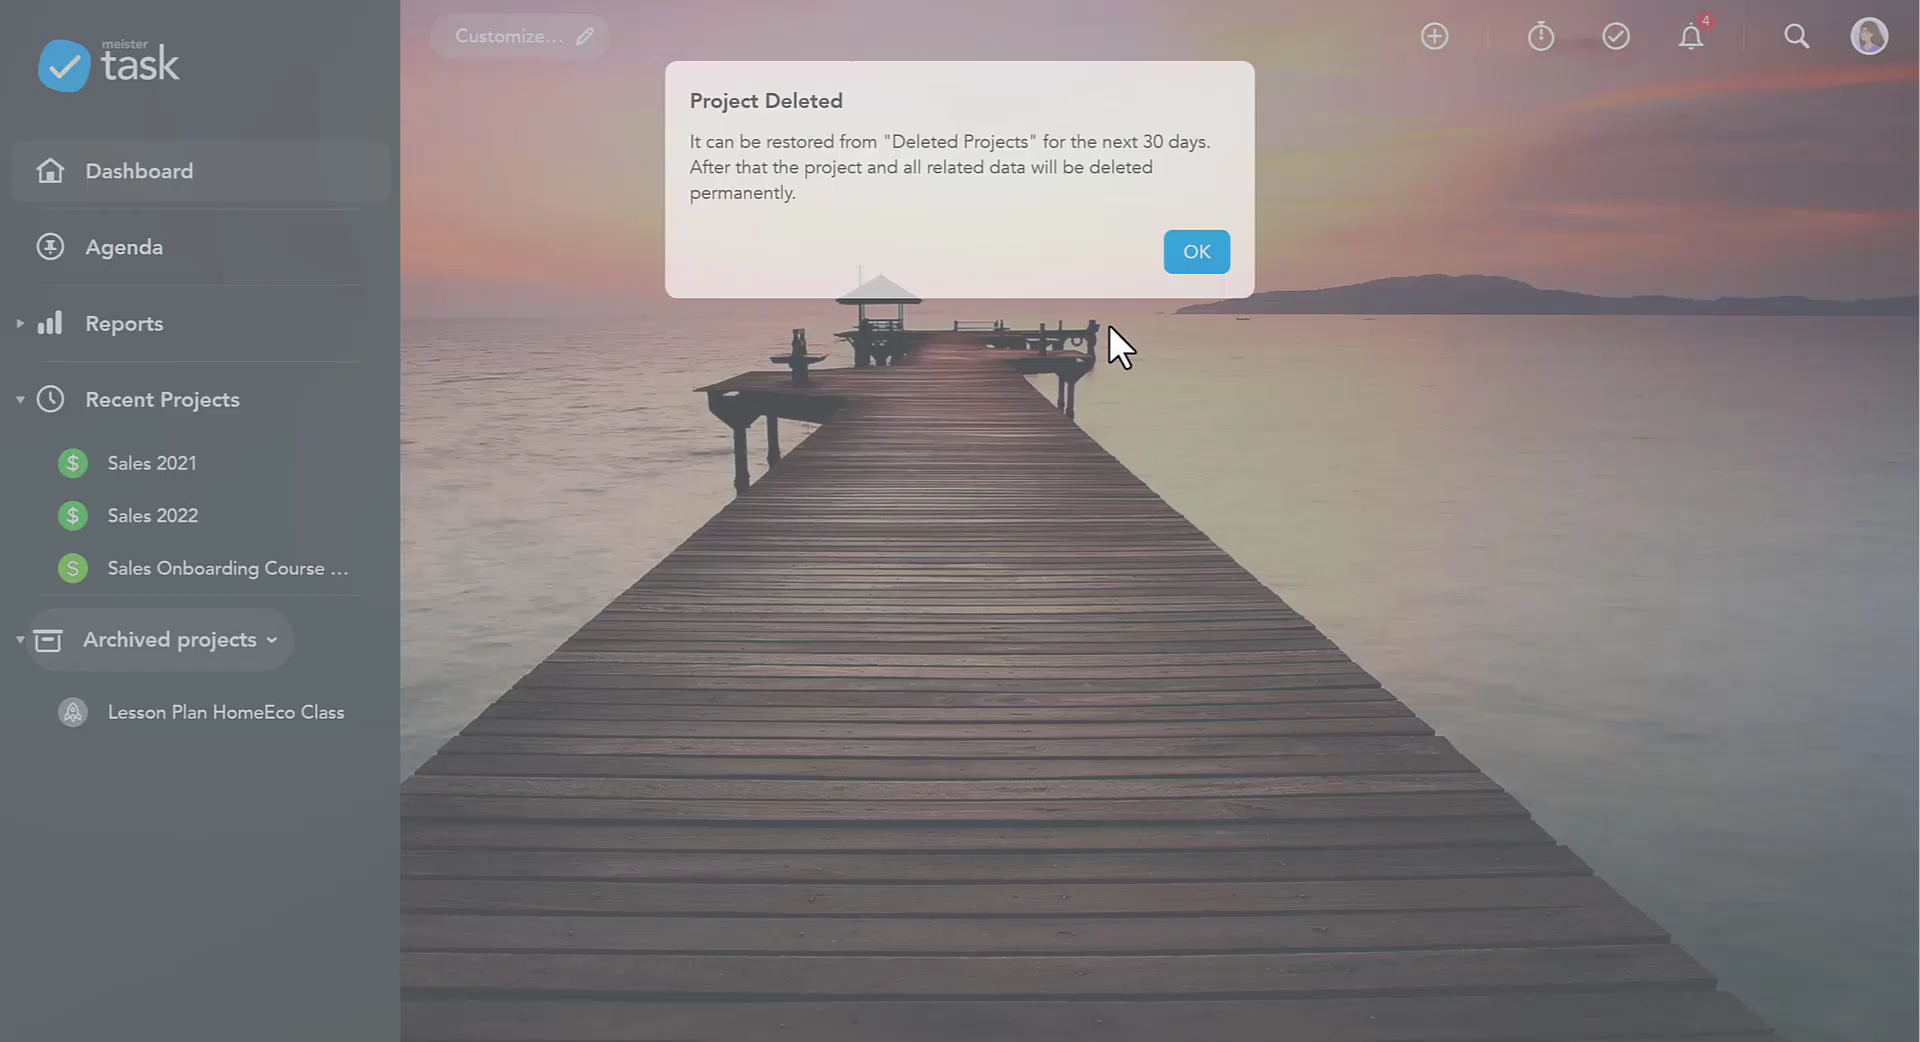 meister
task
Customize...
4
Project Deleted
It can be restored from "Deleted Projects" for the next 30 days.
After that the project and all related data will be deleted
permanently.
OK
Dashboard
Agenda
Reports
Recent Projects
$ Sales 2021
$ Sales 2022
S Sales Onboarding Course ...
Archived projects
Lesson Plan HomeEco Class